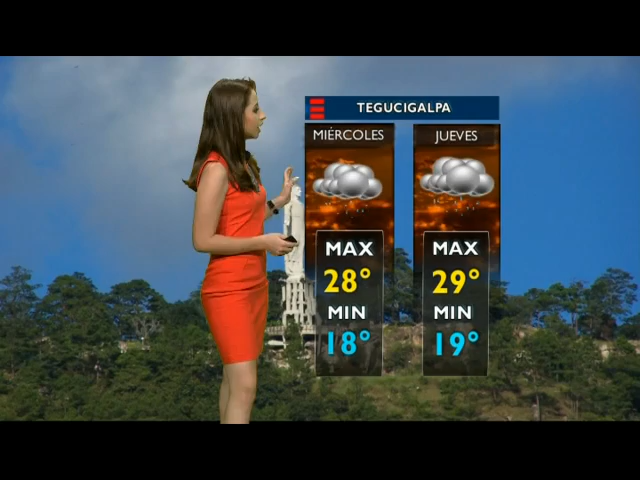 TEGUCIGALPA
MIÉRCOLES
MAX
28°
MIN
18°
JUEVES
MAX
29°
MIN
19°